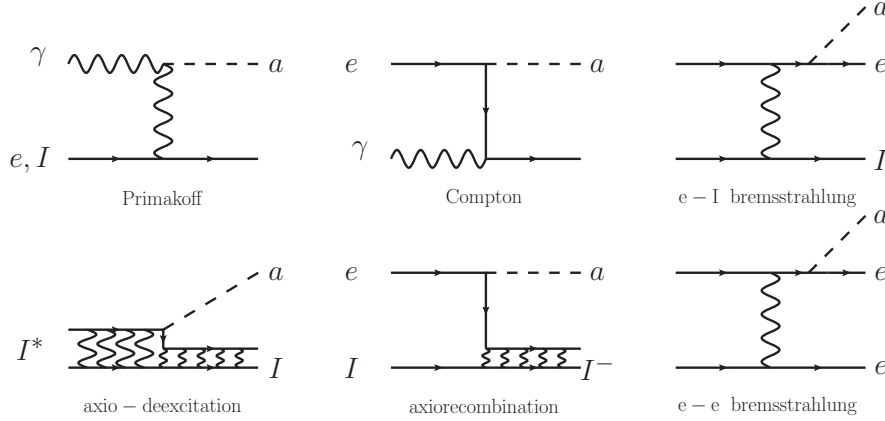 γ
a
e, I
Primakoff
e
a
γ
Compton
a
e
I
e − I bremsstrahlung
I*
a
I
axio − deexcitation
e
a
I
I−
axiorecombination
a
e
e
e − e bremsstrahlung